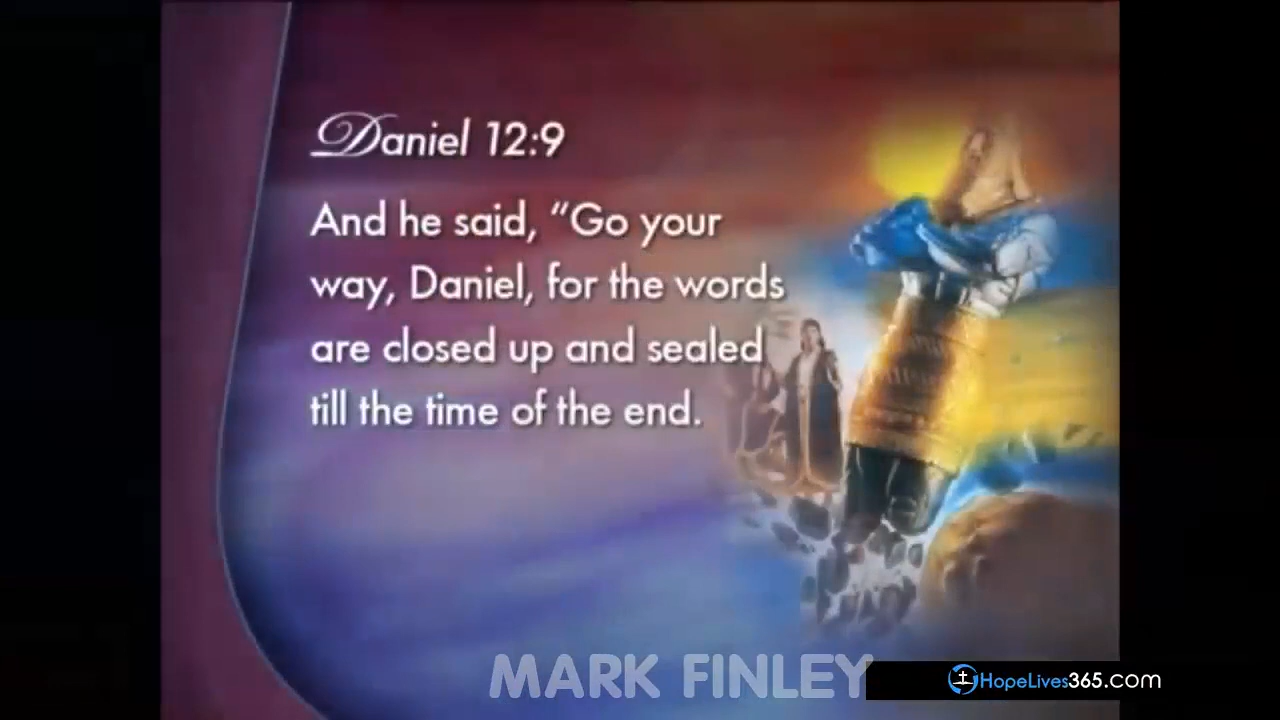 Daniel 12:9
And he said, “Go your
way, Daniel, for the words
are closed up and sealed
till the time of the end.
MARK FINLEY
HopeLives365.com